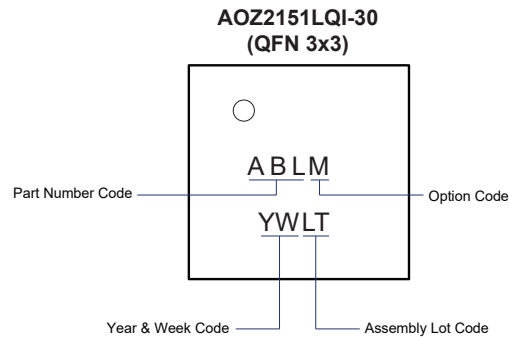 AOZ2151LQI-30
(QFN 3x3)
ABLM
Part Number Code
Option Code
YWLT
Year & Week Code
Assembly Lot Code